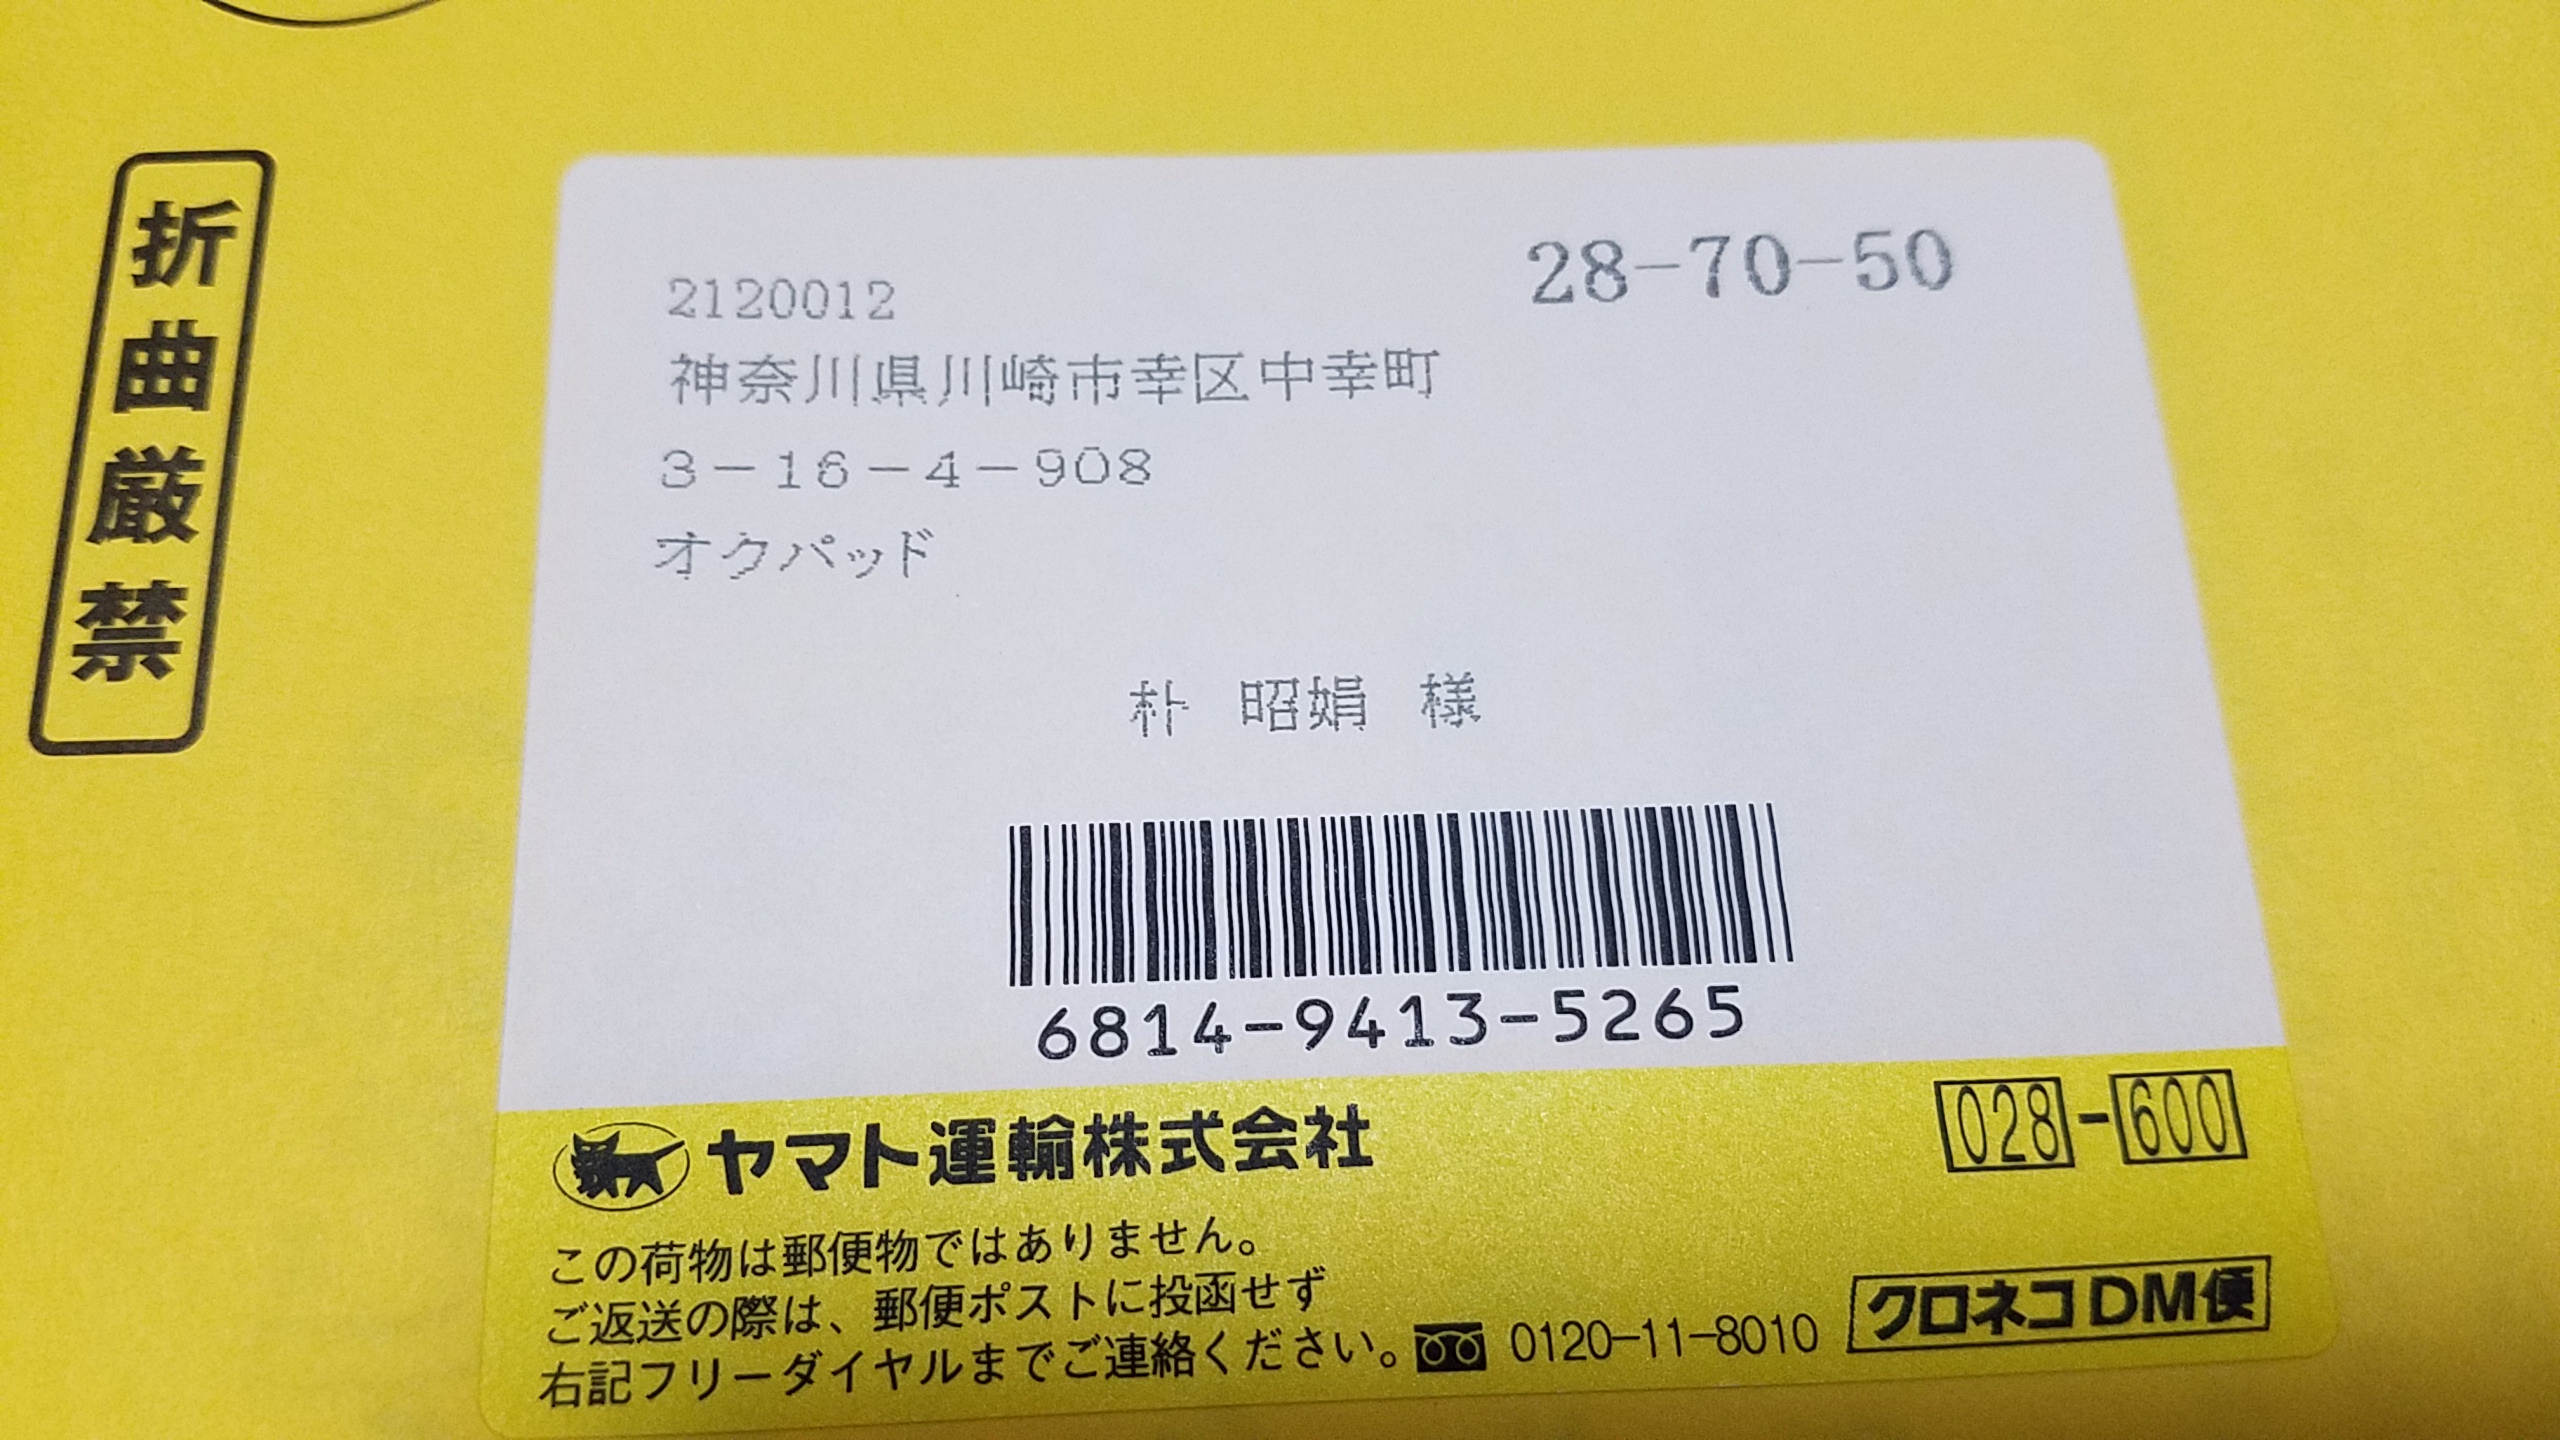 折曲厳禁
28-70-50
2120012
神奈川県川崎市幸区中幸町
3-16-4-908
オクパッド
朴 昭娟 様
6814-9413-5265
ヤマト運輸株式会社
028-600
この荷物は郵便物ではありません。
ご返送の際は、郵便ポストに投函せず
右記フリーダイヤルまでご連絡ください。 0120-11-8010
クロネコDM便